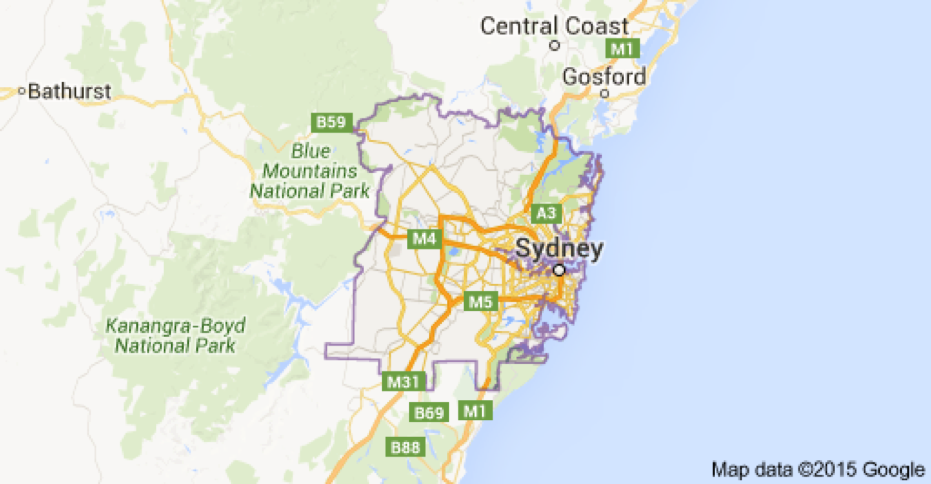 Central Coast
M1
Gosford
Bathurst
B59
Blue
Mountains
National Park
A3
M4
Sydney
M5
Kanangra-Boyd
National Park
M31
B69
M1
B88
Map data ©2015 Google